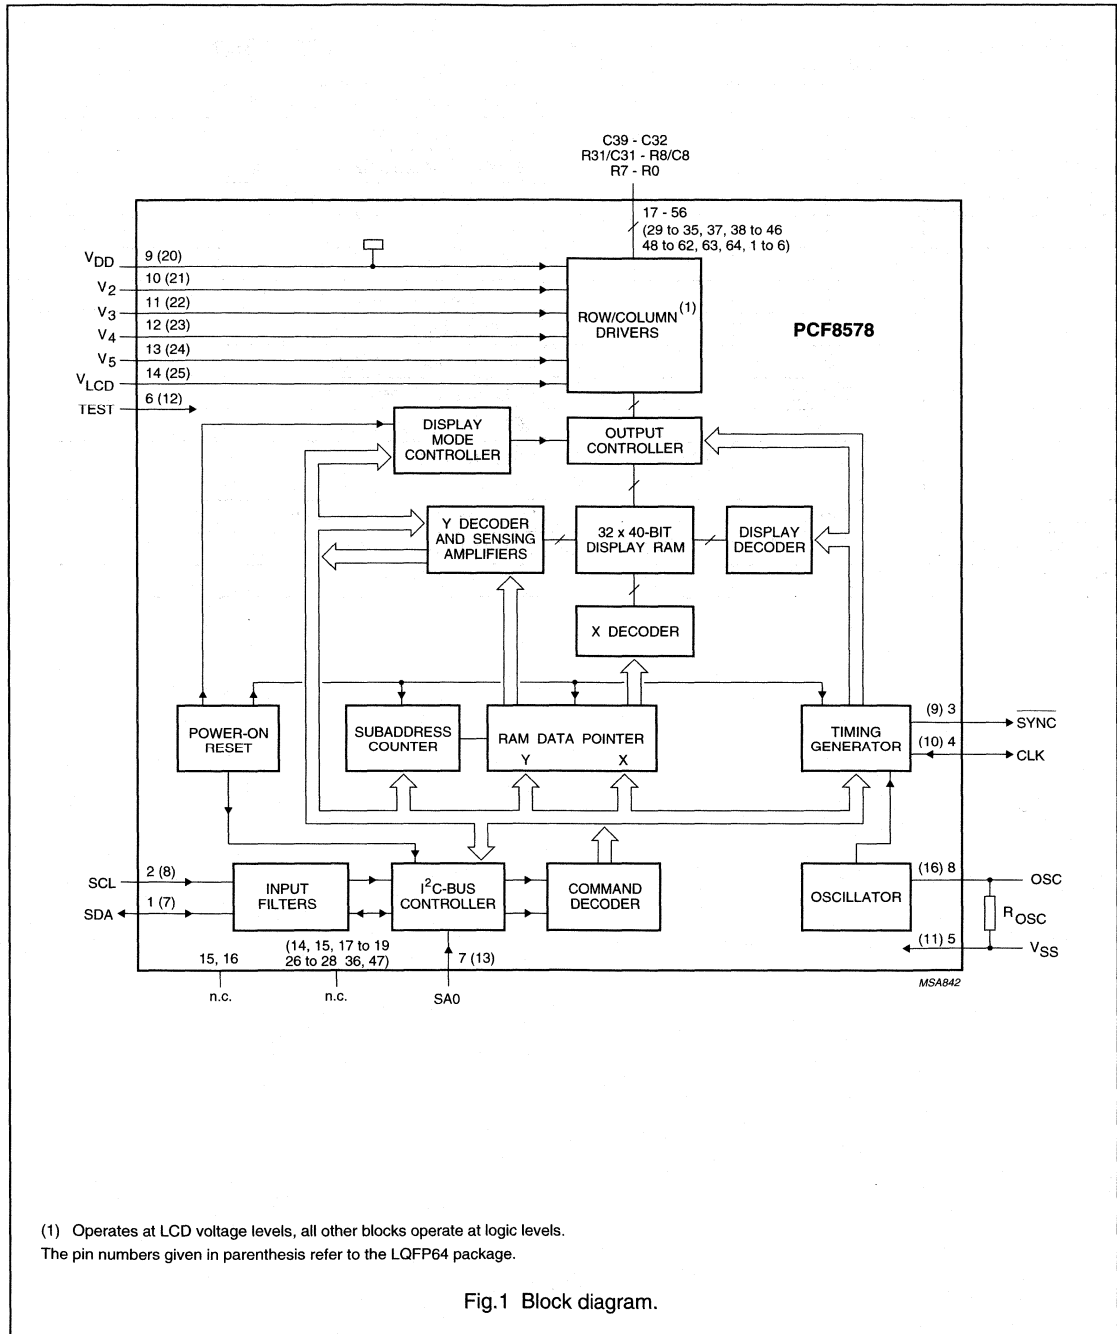 C39 - C32
R31/C31 - R8/C8
R7 - R0
17 - 56
(29 to 35, 37, 38 to 46
48 to 62, 63, 64, 1 to 6)
VDD 9 (20)
V2 10 (21)
V3 11 (22)
V4 12 (23)
V5 13 (24)
VLCD 14 (25)
TEST 6 (12)
ROW/COLUMN (1)
DRIVERS
PCF8578
DISPLAY
MODE
CONTROLLER
OUTPUT
CONTROLLER
Y DECODER
AND SENSING
AMPLIFIERS
32 x 40-BIT
DISPLAY RAM
DISPLAY
DECODER
X DECODER
POWER-ON
RESET
SUBADDRESS
COUNTER
RAM DATA POINTER
Y X
TIMING
GENERATOR
(9) 3 SYNC
(10) 4 CLK
SCL 2 (8)
SDA 1 (7)
INPUT
FILTERS
I2C-BUS
CONTROLLER
COMMAND
DECODER
OSCILLATOR
(16) 8 OSC
ROSC
(11) 5 VSS
15, 16
n.c.
(14, 15, 17 to 19
26 to 28 36, 47)
n.c.
7 (13)
SA0
MSA842
(1) Operates at LCD voltage levels, all other blocks operate at logic levels.
The pin numbers given in parenthesis refer to the LQFP64 package.
Fig.1 Block diagram.